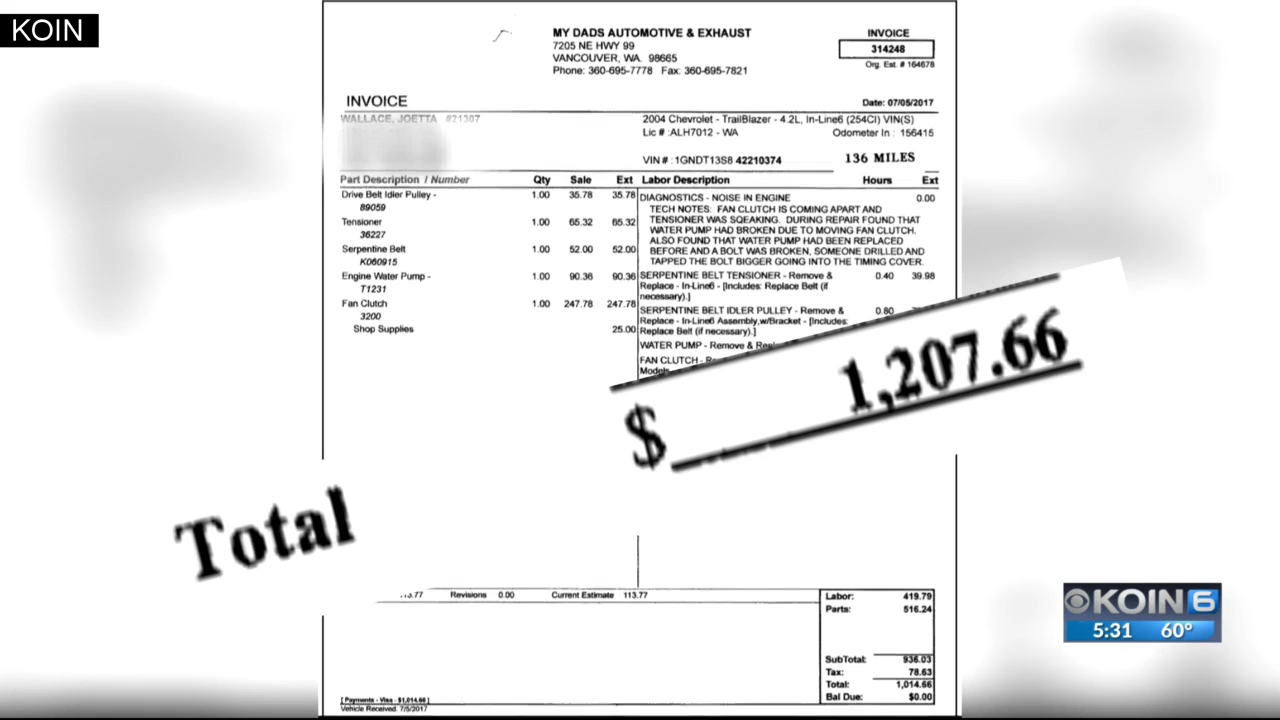 KOIN
MY DADS AUTOMOTIVE & EXHAUST
7205 NE HWY 99
VANCOUVER, WA. 98665
Phone: 360-695-7778 Fax: 360-695-7821
INVOICE
314248
Org. Est. # 164678
INVOICE
Date: 07/05/2017
WALLACE, JOETTA #21307
2004 Chevrolet - TrailBlazer - 4.2L, In-Line6 (254CI) VIN(S)
Lic # : ALH7012 - WA Odometer In : 156415
VIN # : 1GNDT13S8 42210374 136 MILES
Part Description / Number Qty Sale Ext Labor Description Hours Ext
Drive Belt Idler Pulley - 1.00 35.78 35.78
89059
Tensioner 1.00 65.32 65.32
36227
Serpentine Belt 1.00 52.00 52.00
K060915
Engine Water Pump - 1.00 90.36 90.36
T1231
Fan Clutch 1.00 247.78 247.78
3200
Shop Supplies 25.00
DIAGNOSTICS - NOISE IN ENGINE 0.00
TECH NOTES: FAN CLUTCH IS COMING APART AND
TENSIONER WAS SQEAKING. DURING REPAIR FOUND THAT
WATER PUMP HAD BROKEN DUE TO MOVING FAN CLUTCH.
ALSO FOUND THAT WATER PUMP HAD BEEN REPLACED
BEFORE AND A BOLT WAS BROKEN, SOMEONE DRILLED AND
TAPPED THE BOLT BIGGER GOING INTO THE TIMING COVER.
SERPENTINE BELT TENSIONER - Remove & 0.40 39.98
Replace - In-Line6 - [Includes: Replace Belt (if
necessary).]
SERPENTINE BELT IDLER PULLEY - Remove & 0.80
Replace - In-Line6 Assembly,w/Bracket - [Includes:
Replace Belt (if necessary).]
WATER PUMP - Remove &
FAN CLUTCH -
Total $ 1,207.66
Revisions 0.00 Current Estimate 113.77
Labor: 419.79
Parts: 516.24
SubTotal: 936.03
Tax: 78.63
Total: 1,014.66
Bal Due: $0.00
[ Payments - Visa - $1,014.66 ]
Vehicle Received 7/5/2017
KOIN 6
5:31 60°